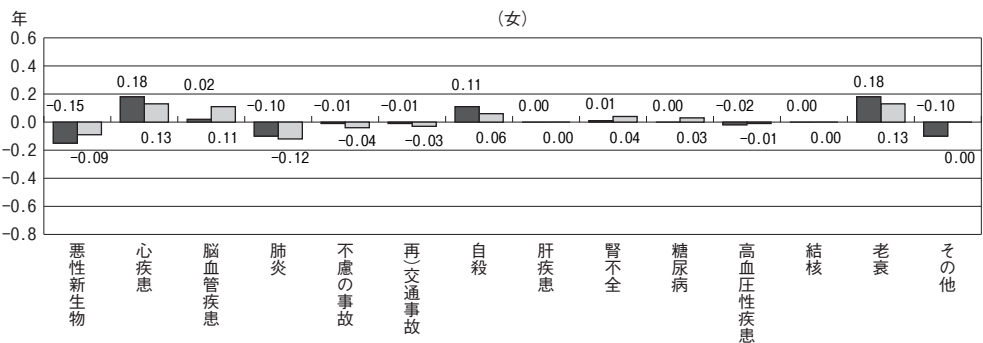 年
(女)
0.6
0.4
0.2
0.0
-0.2
-0.4
-0.6
-0.8
-0.15
0.18
0.02
-0.10
-0.01
-0.01
0.11
0.00
0.01
0.00
-0.02
0.00
0.18
-0.10
-0.09
0.13
0.11
-0.12
-0.04
-0.03
0.06
0.00
0.04
0.03
-0.01
0.00
0.13
0.00
悪性新生物
心疾患
脳血管疾患
肺炎
不慮の事故
再)交通事故
自殺
肝疾患
腎不全
糖尿病
高血圧性疾患
結核
老衰
その他